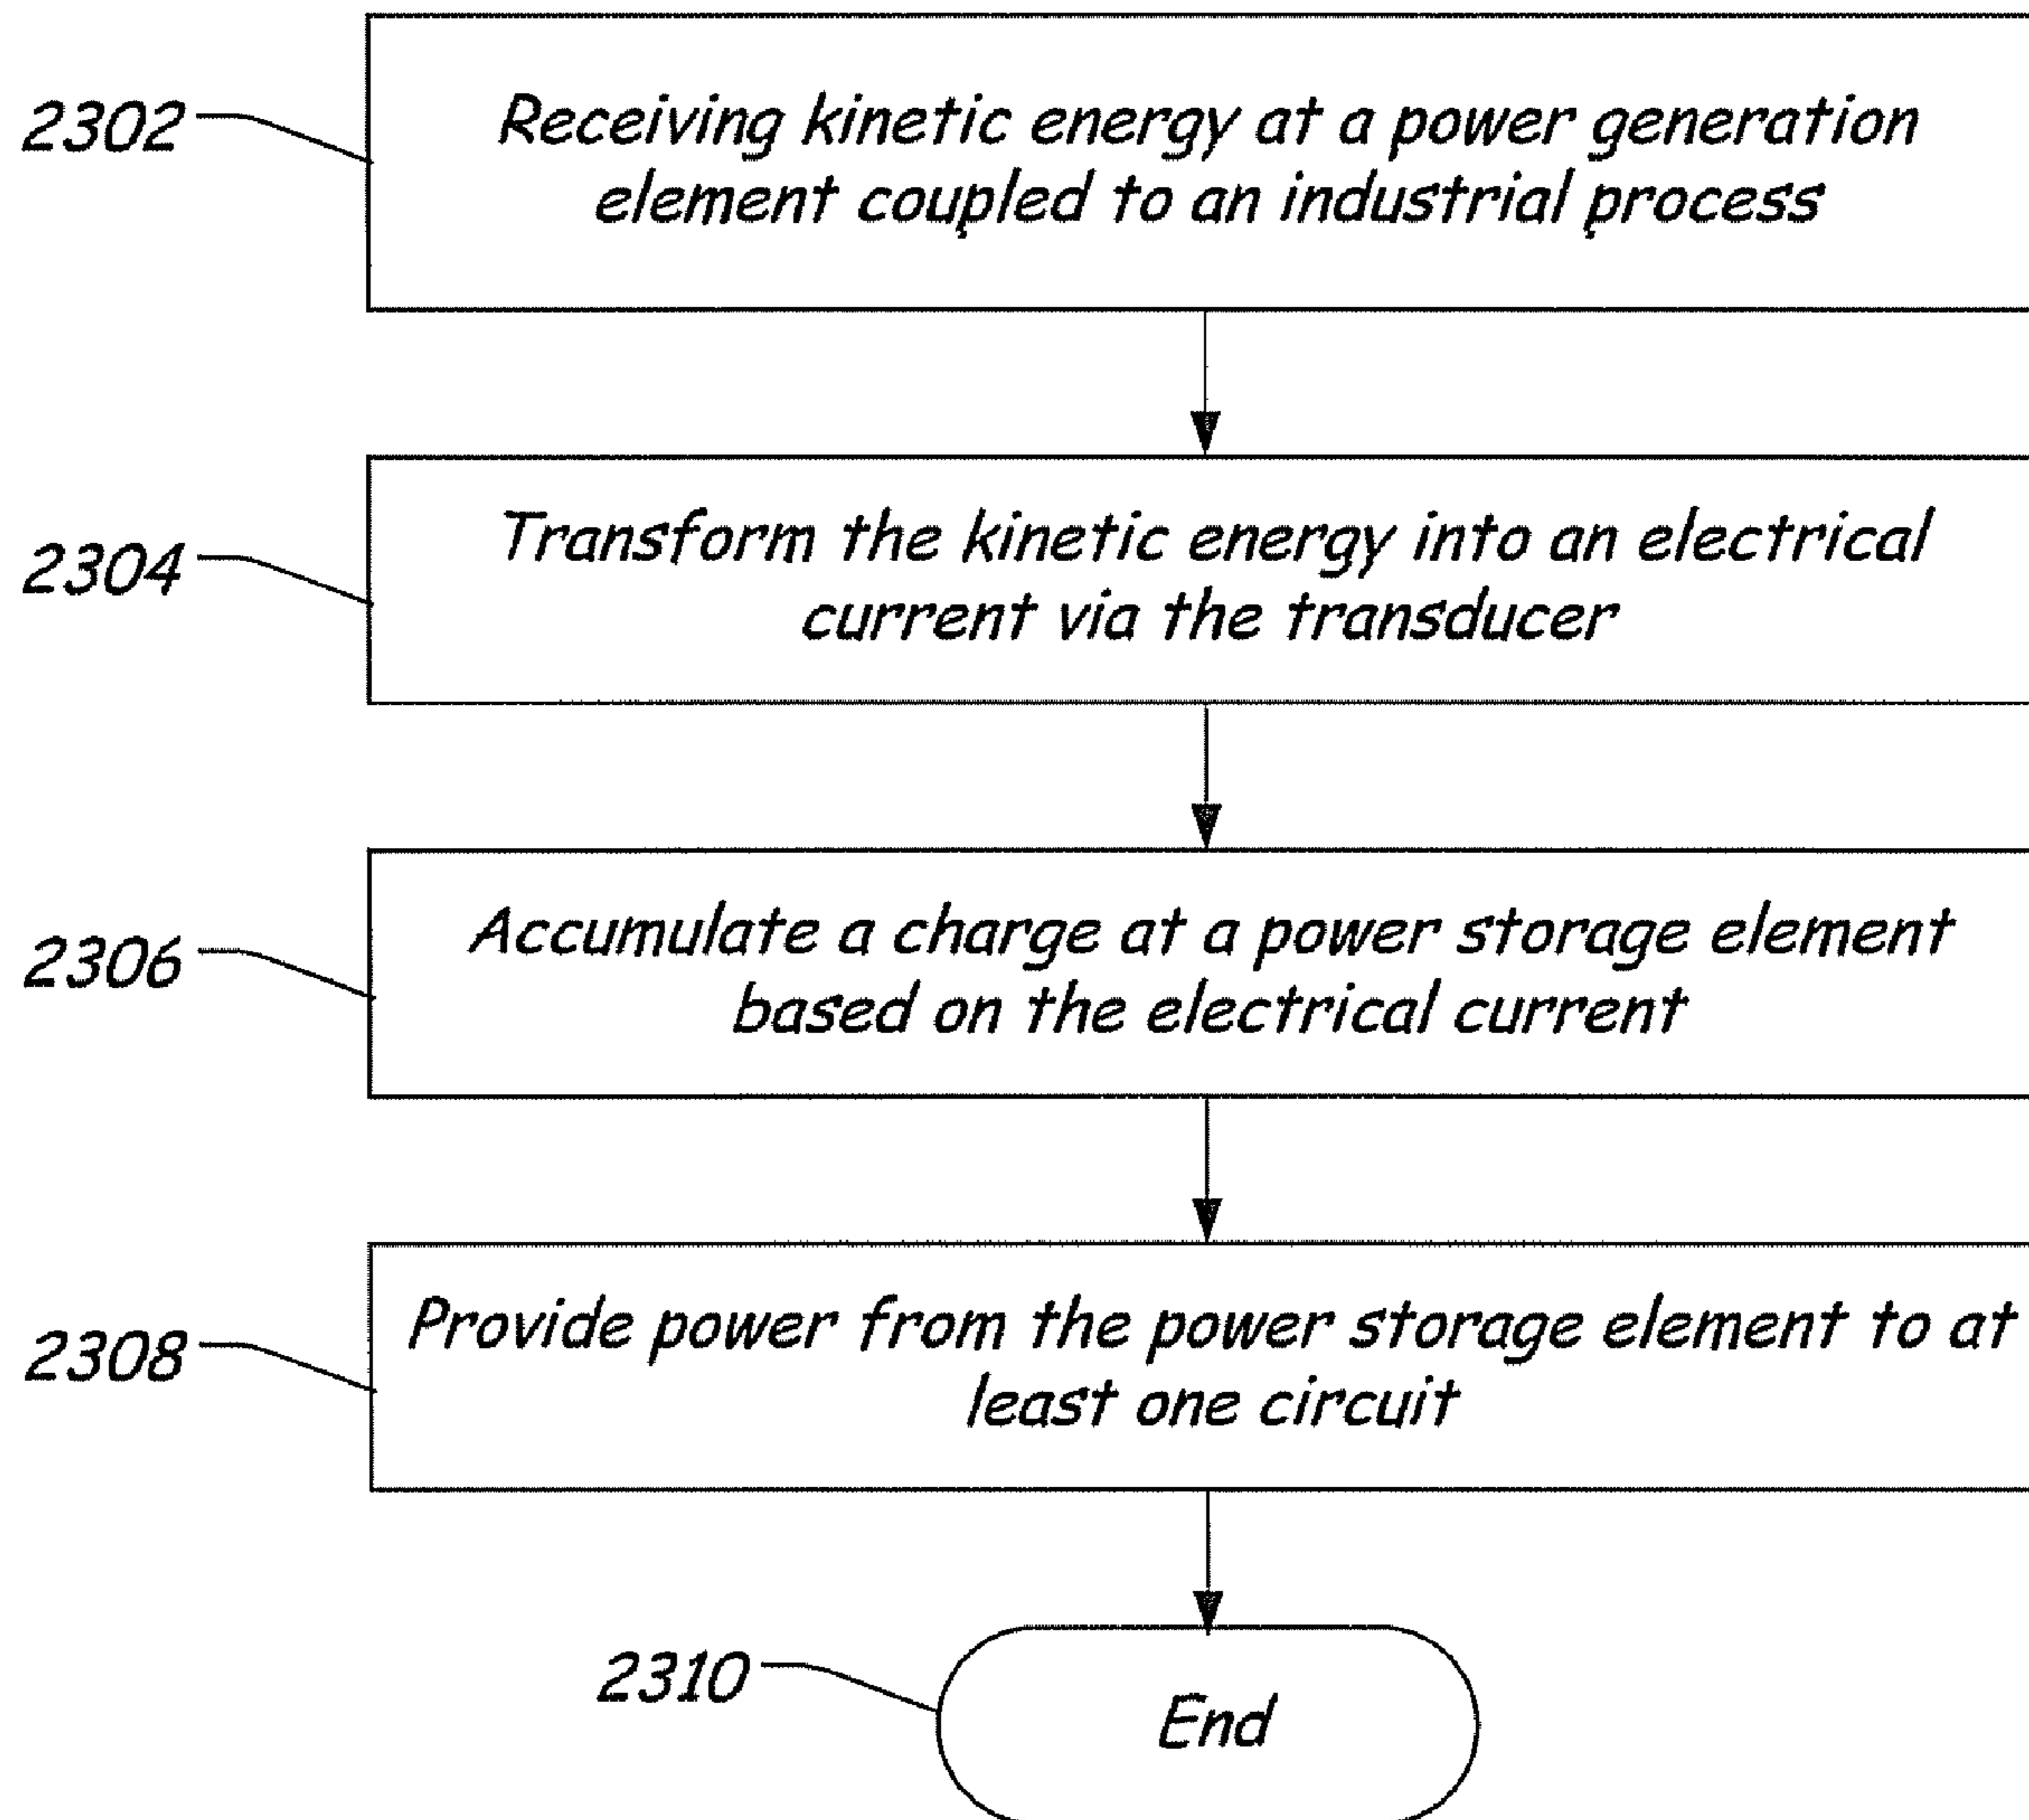 2302
Receiving kinetic energy at a power generation
element coupled to an industrial process
2304
Transform the kinetic energy into an electrical
current via the transducer
2306
Accumulate a charge at a power storage element
based on the electrical current
2308
Provide power from the power storage element to at
least one circuit
2310
End